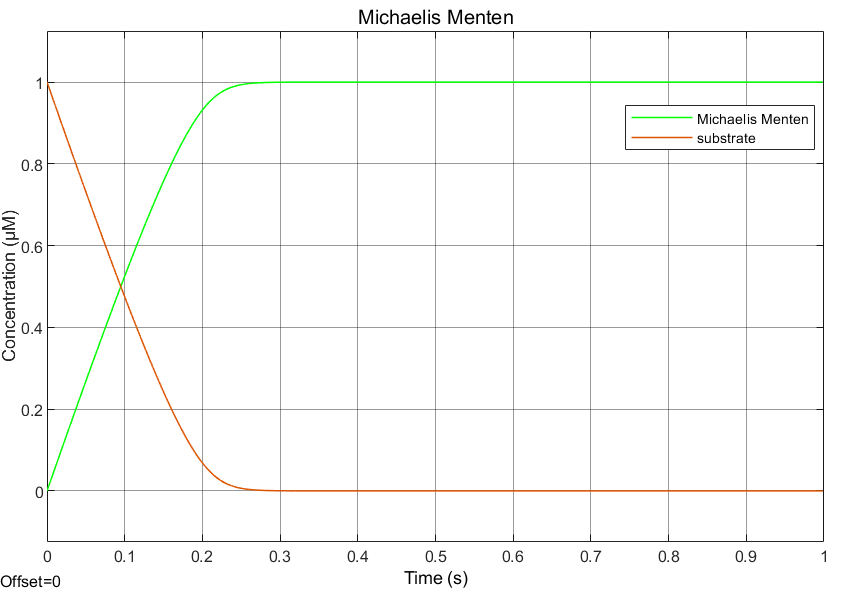 Michaelis Menten
Concentration (μM)
1
0.8
0.6
0.4
0.2
0
Michaelis Menten
substrate
0 0.1 0.2 0.3 0.4 0.5 0.6 0.7 0.8 0.9 1
Time (s)
Offset=0